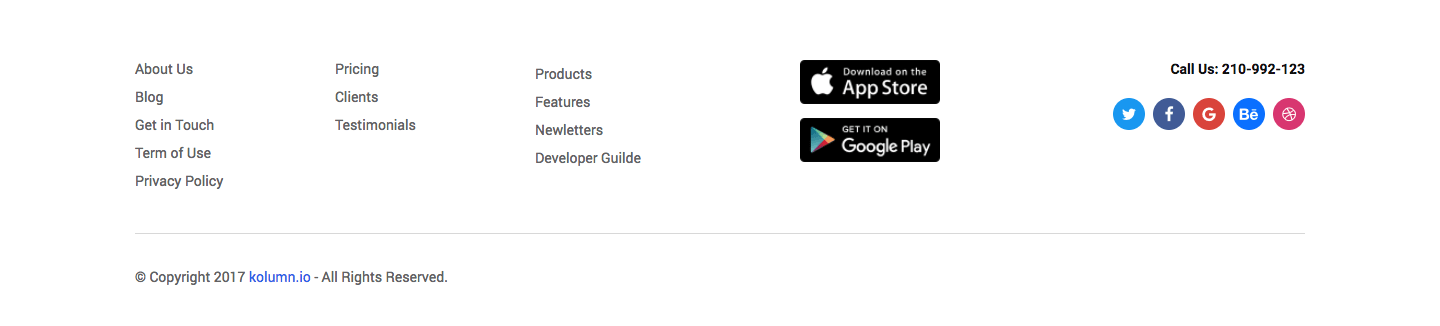 About Us
Blog
Get in Touch
Term of Use
Privacy Policy
Pricing
Clients
Testimonials
Products
Features
Newletters
Developer Guilde
Download on the
App Store
GET IT ON
Google Play
Call Us: 210-992-123
f
G
Bē
© Copyright 2017 kolumn.io - All Rights Reserved.